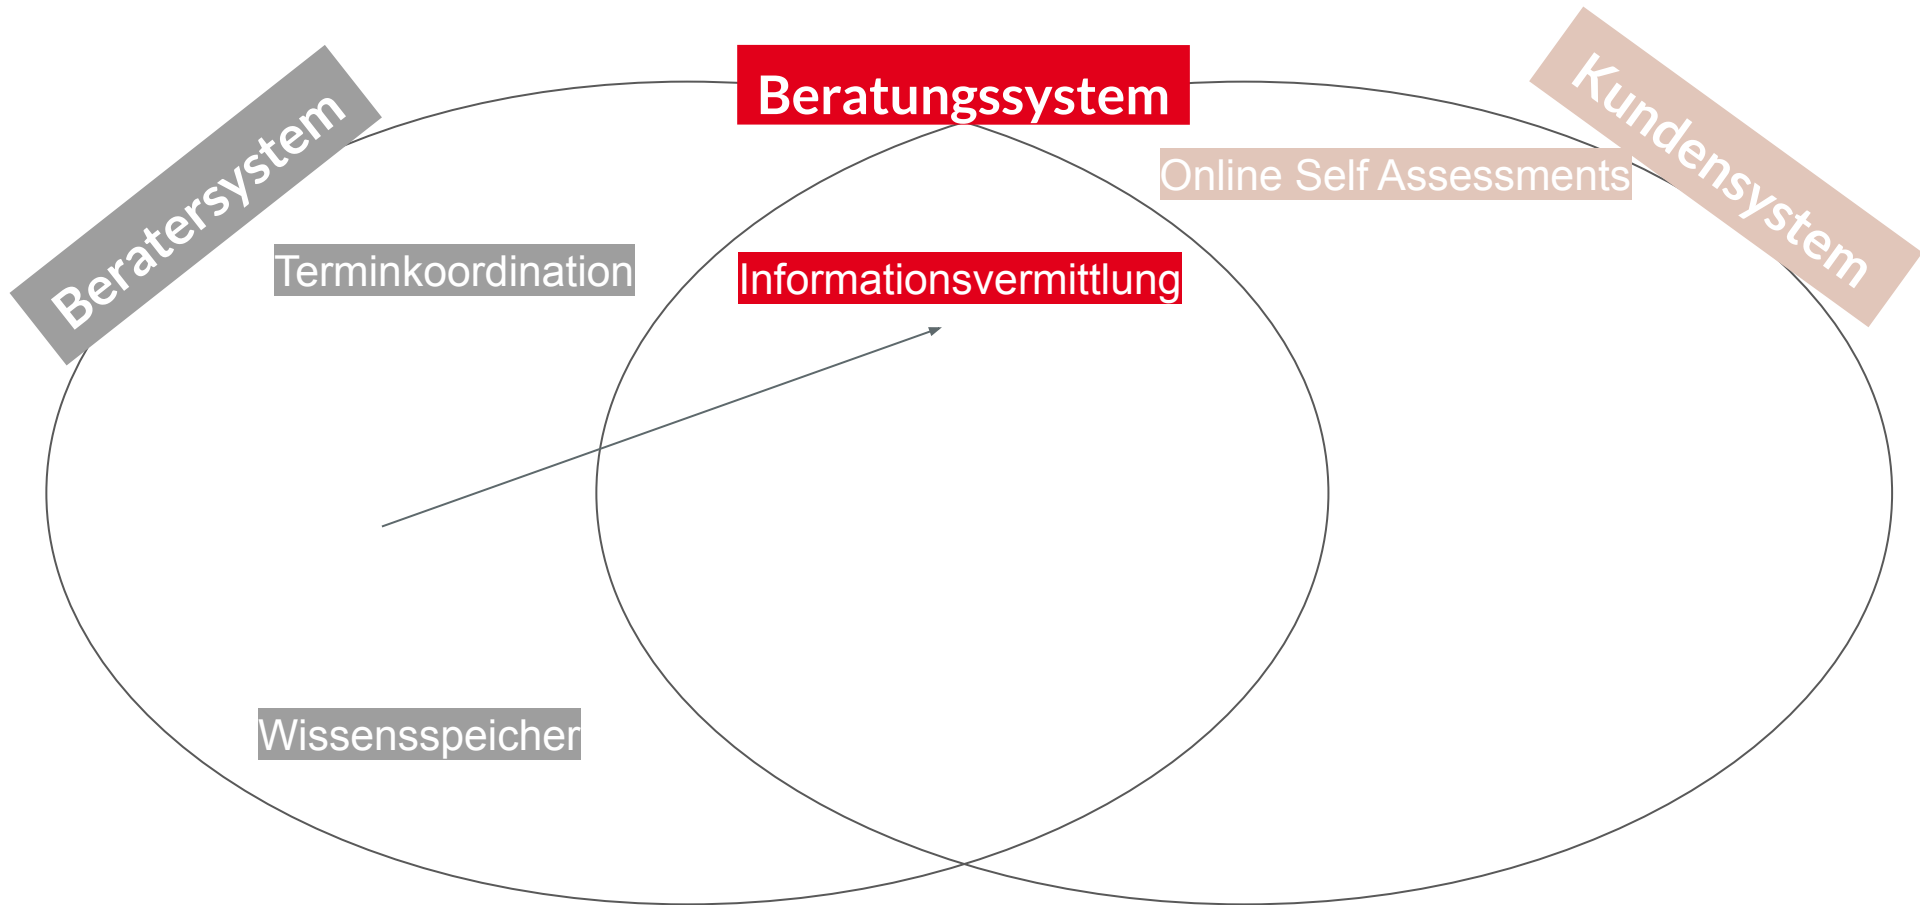 Beratungssystem
Beratersystem
Kundensystem
Online Self Assessments
Terminkoordination
Informationsvermittlung
Wissensspeicher